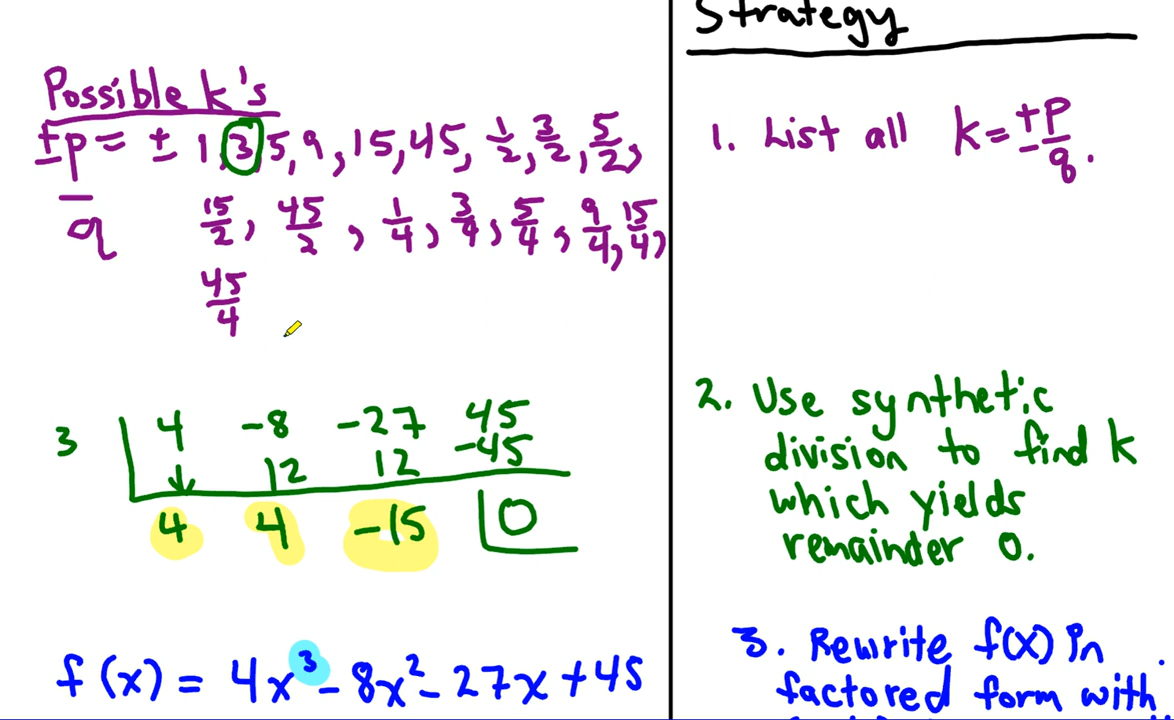 Possible k's
±p/q = ± 1, 3, 5, 9, 15, 45, 1/2, 3/2, 5/2,
15/2, 45/2, 1/4, 3/4, 5/4, 9/4, 15/4,
45/4
3 | 4 -8 -27 45
↓ 12 12 -45
4 4 -15 | 0
f(x) = 4x³ - 8x² - 27x + 45
Strategy
1. List all k = ±p/q.
2. Use synthetic
division to find k
which yields
remainder 0.
3. Rewrite f(x) in
factored form with